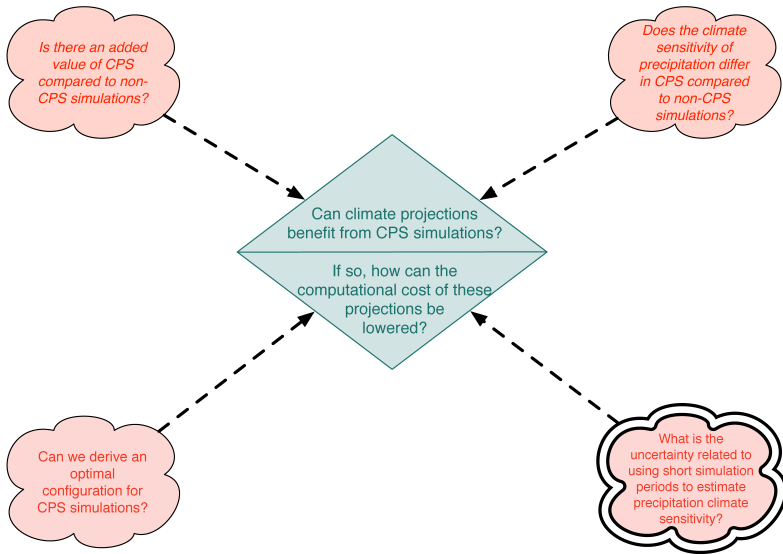 Is there an added
value of CPS
compared to non-
CPS simulations?
Does the climate
sensitivity of
precipitation differ
in CPS compared
to non-CPS
simulations?
Can climate projections
benefit from CPS simulations?
If so, how can the
computational cost of these
projections be
lowered?
Can we derive an
optimal
configuration for
CPS simulations?
What is the
uncertainty related to
using short simulation
periods to estimate
precipitation climate
sensitivity?